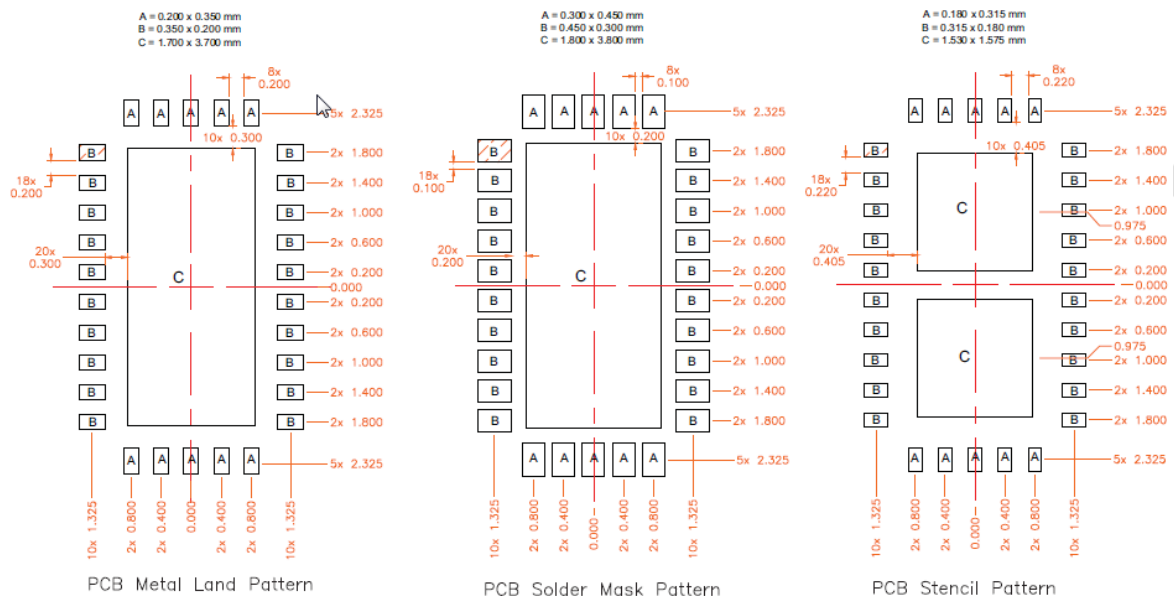 A = 0.200 x 0.350 mm
B = 0.350 x 0.200 mm
C = 1.700 x 3.700 mm
8x
0.200
A A A A A
5x 2.325
10x 0.300
B
B
2x 1.800
18x
0.200
B
B
2x 1.400
B
B
2x 1.000
B
B
2x 0.600
20x
0.300
B
B
2x 0.200
C
0.000
B
B
2x 0.200
B
B
2x 0.600
B
B
2x 1.000
B
B
2x 1.400
B
B
2x 1.800
A A A A A
5x 2.325
10x 1.325
2x 0.800
2x 0.400
0.000
2x 0.400
2x 0.800
10x 1.325
PCB Metal Land Pattern
A = 0.300 x 0.450 mm
B = 0.450 x 0.300 mm
C = 1.800 x 3.800 mm
8x
0.100
A A A A A
5x 2.325
10x 0.200
B
B
2x 1.800
18x
0.100
B
B
2x 1.400
B
B
2x 1.000
B
B
2x 0.600
20x
0.200
B
B
2x 0.200
C
0.000
B
B
2x 0.200
B
B
2x 0.600
B
B
2x 1.000
B
B
2x 1.400
B
B
2x 1.800
A A A A A
5x 2.325
10x 1.325
2x 0.800
2x 0.400
0.000
2x 0.400
2x 0.800
10x 1.325
PCB Solder Mask Pattern
A = 0.180 x 0.315 mm
B = 0.315 x 0.180 mm
C = 1.530 x 1.575 mm
8x
0.220
A A A A A
5x 2.325
10x 0.405
B
B
2x 1.800
18x
0.220
B
B
2x 1.400
C
B
B
2x 1.000
0.975
B
B
2x 0.600
20x
0.405
B
B
2x 0.200
0.000
B
B
2x 0.200
B
B
2x 0.600
0.975
C
B
B
2x 1.000
B
B
2x 1.400
B
B
2x 1.800
A A A A A
5x 2.325
10x 1.325
2x 0.800
2x 0.400
0.000
2x 0.400
2x 0.800
10x 1.325
PCB Stencil Pattern